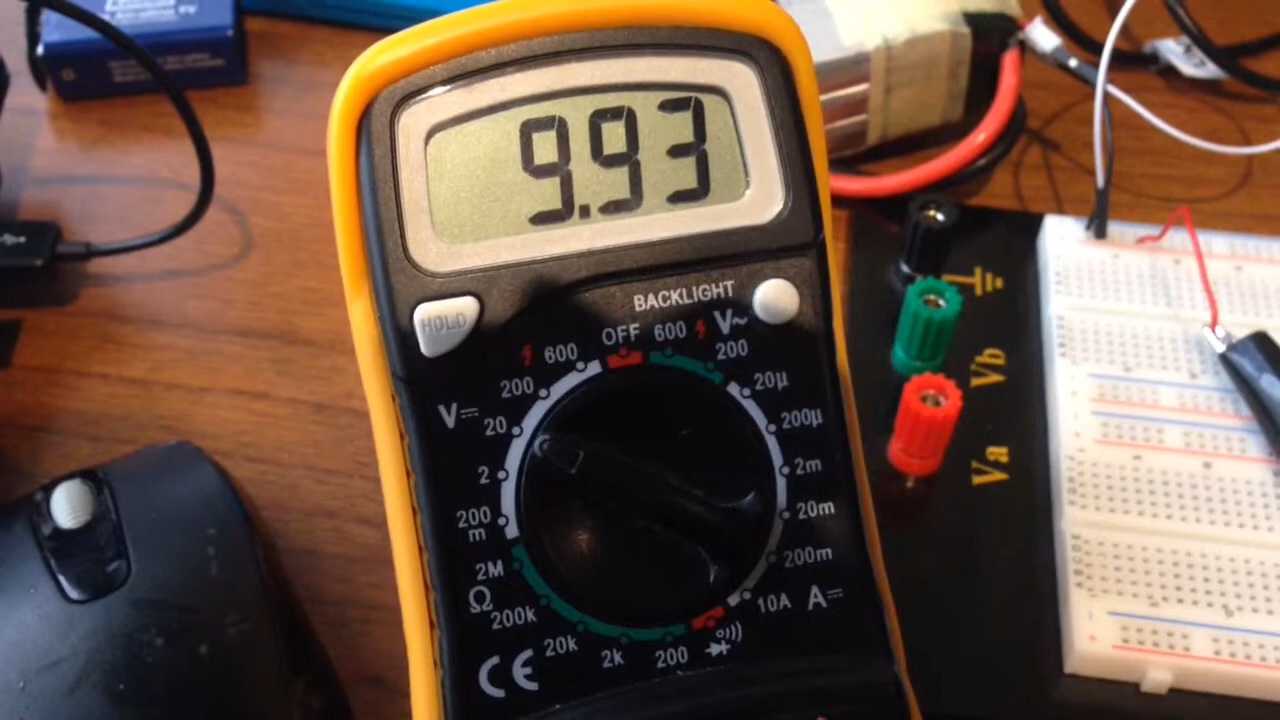 9.93
HOLD
BACKLIGHT
OFF
600 V~
200
600
200
V⎓
20
2
200
m
20µ
200µ
2m
20m
200m
10A A⎓
2M
Ω
200k
20k
2k
200
CE
Vb
Va